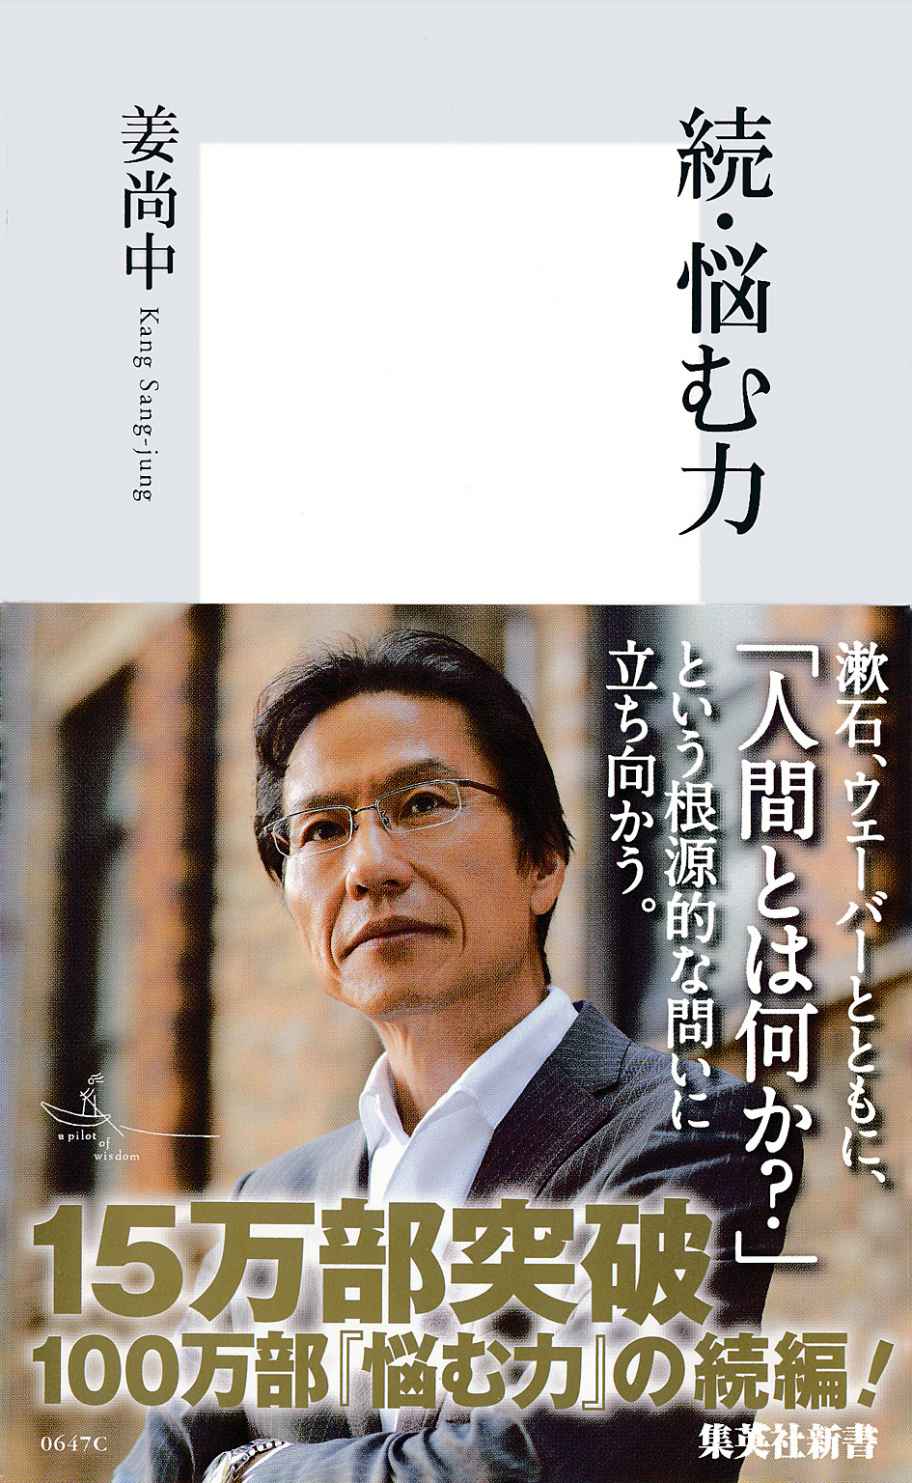 続・悩む力
姜尚中
Kang Sang-jung
漱石、ウェーバーとともに、
「人間とは何か?」
という根源的な問いに
立ち向かう。
a pilot
of
wisdom
15万部突破
100万部『悩む力』の続編!
0647C
集英社新書